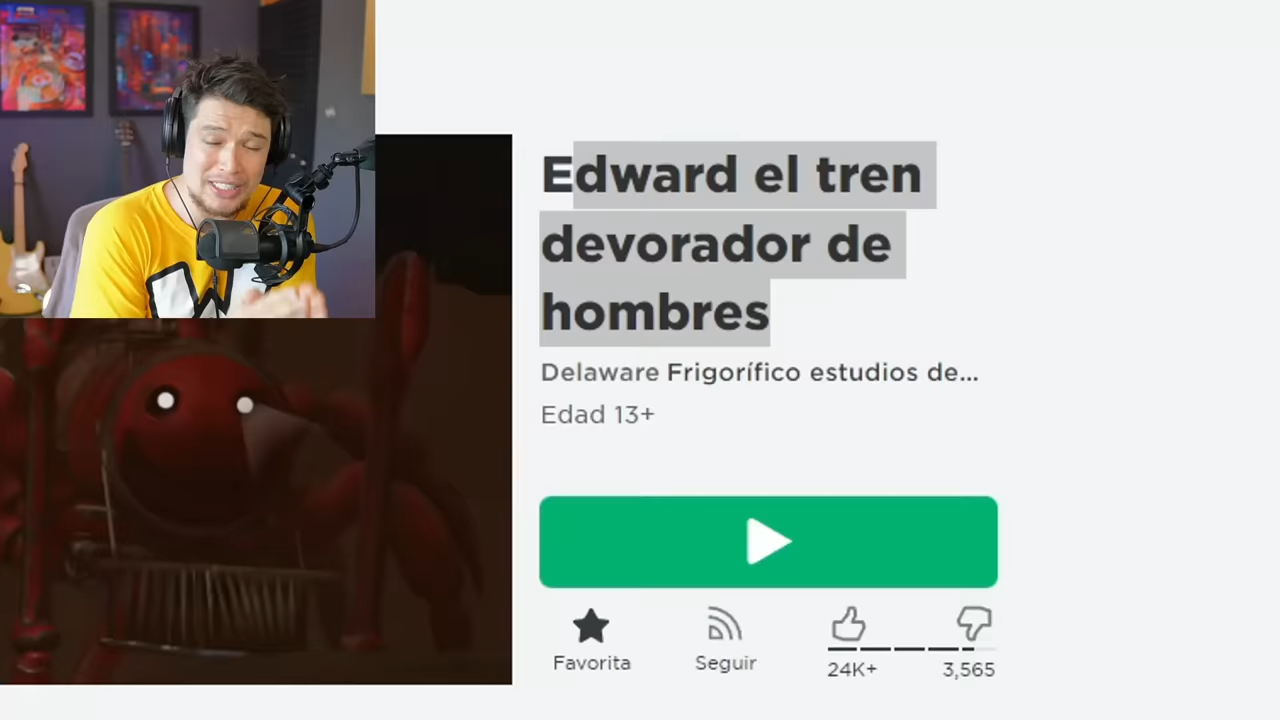 Edward el tren
devorador de
hombres
Delaware Frigorífico estudios de...
Edad 13+
Favorita
Seguir
24K+
3,565